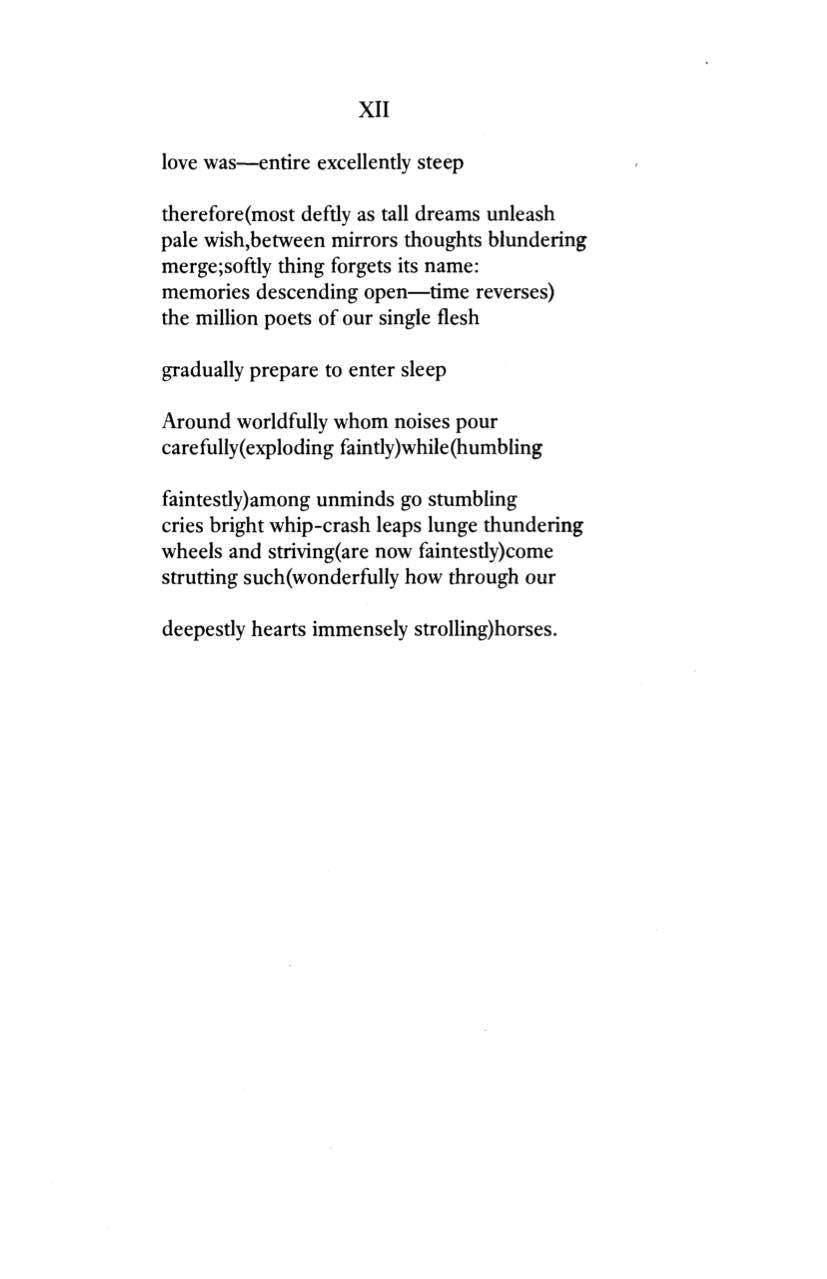 XII
love was—entire excellently steep
therefore(most deftly as tall dreams unleash
pale wish,between mirrors thoughts blundering
merge;softly thing forgets its name:
memories descending open—time reverses)
the million poets of our single flesh
gradually prepare to enter sleep
Around worldfully whom noises pour
carefully(exploding faintly)while(humbling
faintestly)among unminds go stumbling
cries bright whip-crash leaps lunge thundering
wheels and striving(are now faintestly)come
strutting such(wonderfully how through our
deepestly hearts immensely strolling)horses.